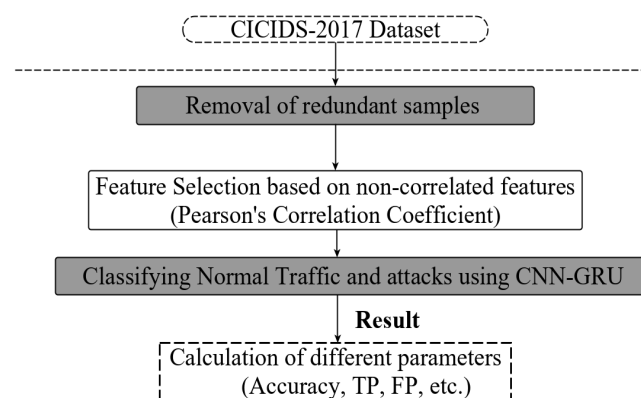 CICIDS-2017 Dataset
Removal of redundant samples
Feature Selection based on non-correlated features
(Pearson's Correlation Coefficient)
Classifying Normal Traffic and attacks using CNN-GRU
Result
Calculation of different parameters
(Accuracy, TP, FP, etc.)